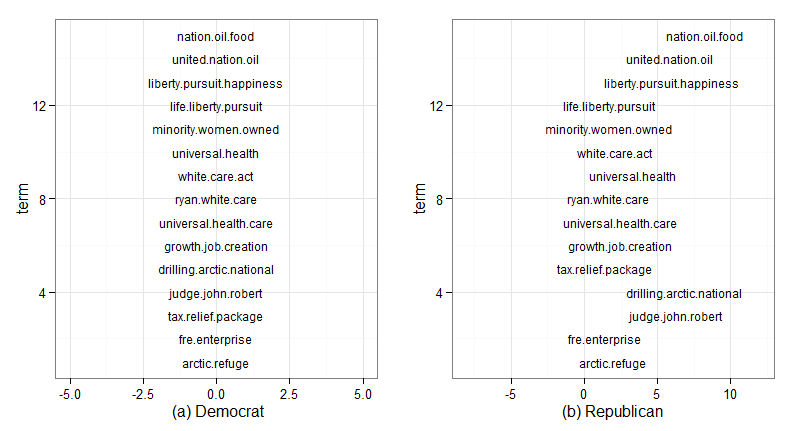 nation.oil.food
united.nation.oil
liberty.pursuit.happiness
life.liberty.pursuit
minority.women.owned
universal.health
white.care.act
ryan.white.care
universal.health.care
growth.job.creation
drilling.arctic.national
judge.john.robert
tax.relief.package
fre.enterprise
arctic.refuge
term
12
8
4
-5.0 -2.5 0.0 2.5 5.0
(a) Democrat
nation.oil.food
united.nation.oil
liberty.pursuit.happiness
life.liberty.pursuit
minority.women.owned
white.care.act
universal.health
ryan.white.care
universal.health.care
growth.job.creation
tax.relief.package
drilling.arctic.national
judge.john.robert
fre.enterprise
arctic.refuge
term
12
8
4
-5 0 5 10
(b) Republican